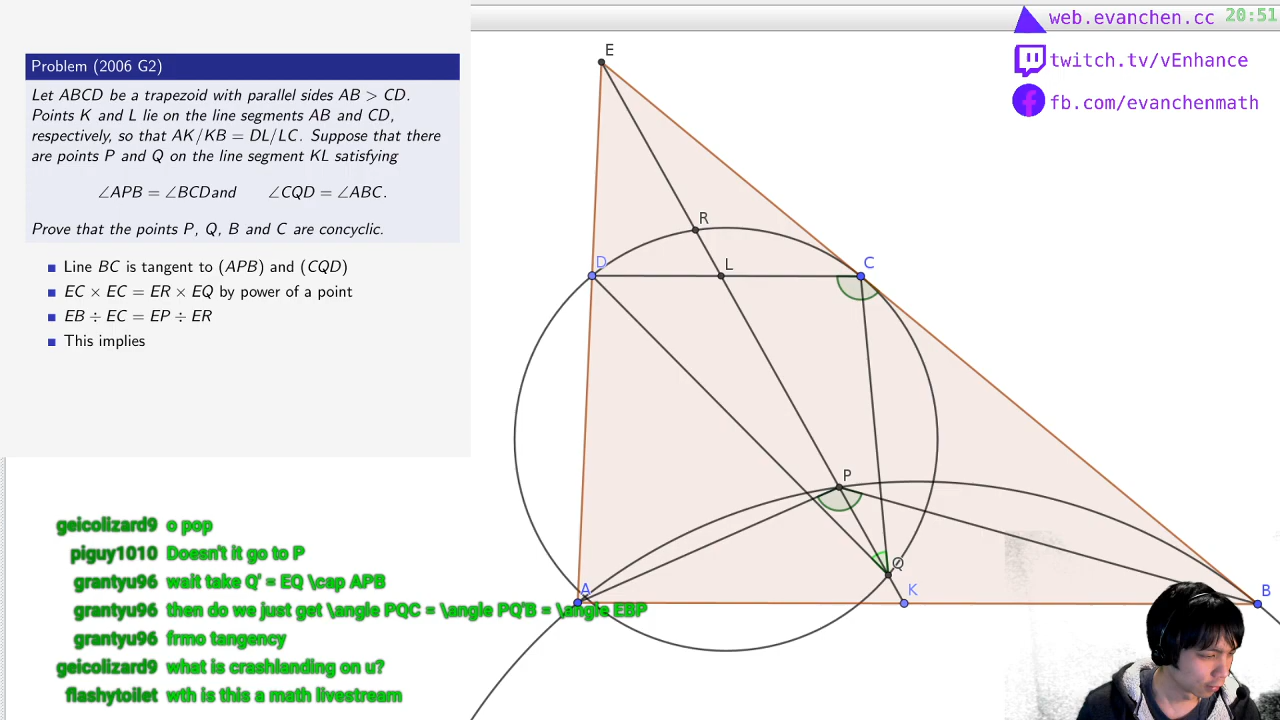 Problem (2006 G2)
Let ABCD be a trapezoid with parallel sides AB > CD.
Points K and L lie on the line segments AB and CD,
respectively, so that AK/KB = DL/LC. Suppose that there
are points P and Q on the line segment KL satisfying
∠APB = ∠BCDand ∠CQD = ∠ABC.
Prove that the points P, Q, B and C are concyclic.
Line BC is tangent to (APB) and (CQD)
EC × EC = ER × EQ by power of a point
EB ÷ EC = EP ÷ ER
This implies
geicolizard9 o pop
piguy1010 Doesn't it go to P
grantyu96 wait take Q' = EQ \cap APB
grantyu96 then do we just get \angle PQC = \angle PQ'B = \angle EBP
grantyu96 frmo tangency
geicolizard9 what is crashlanding on u?
flashytoilet wth is this a math livestream
web.evanchen.cc 20:51
twitch.tv/vEnhance
fb.com/evanchenmath
E
R
D
L
C
P
Q
A
K
B